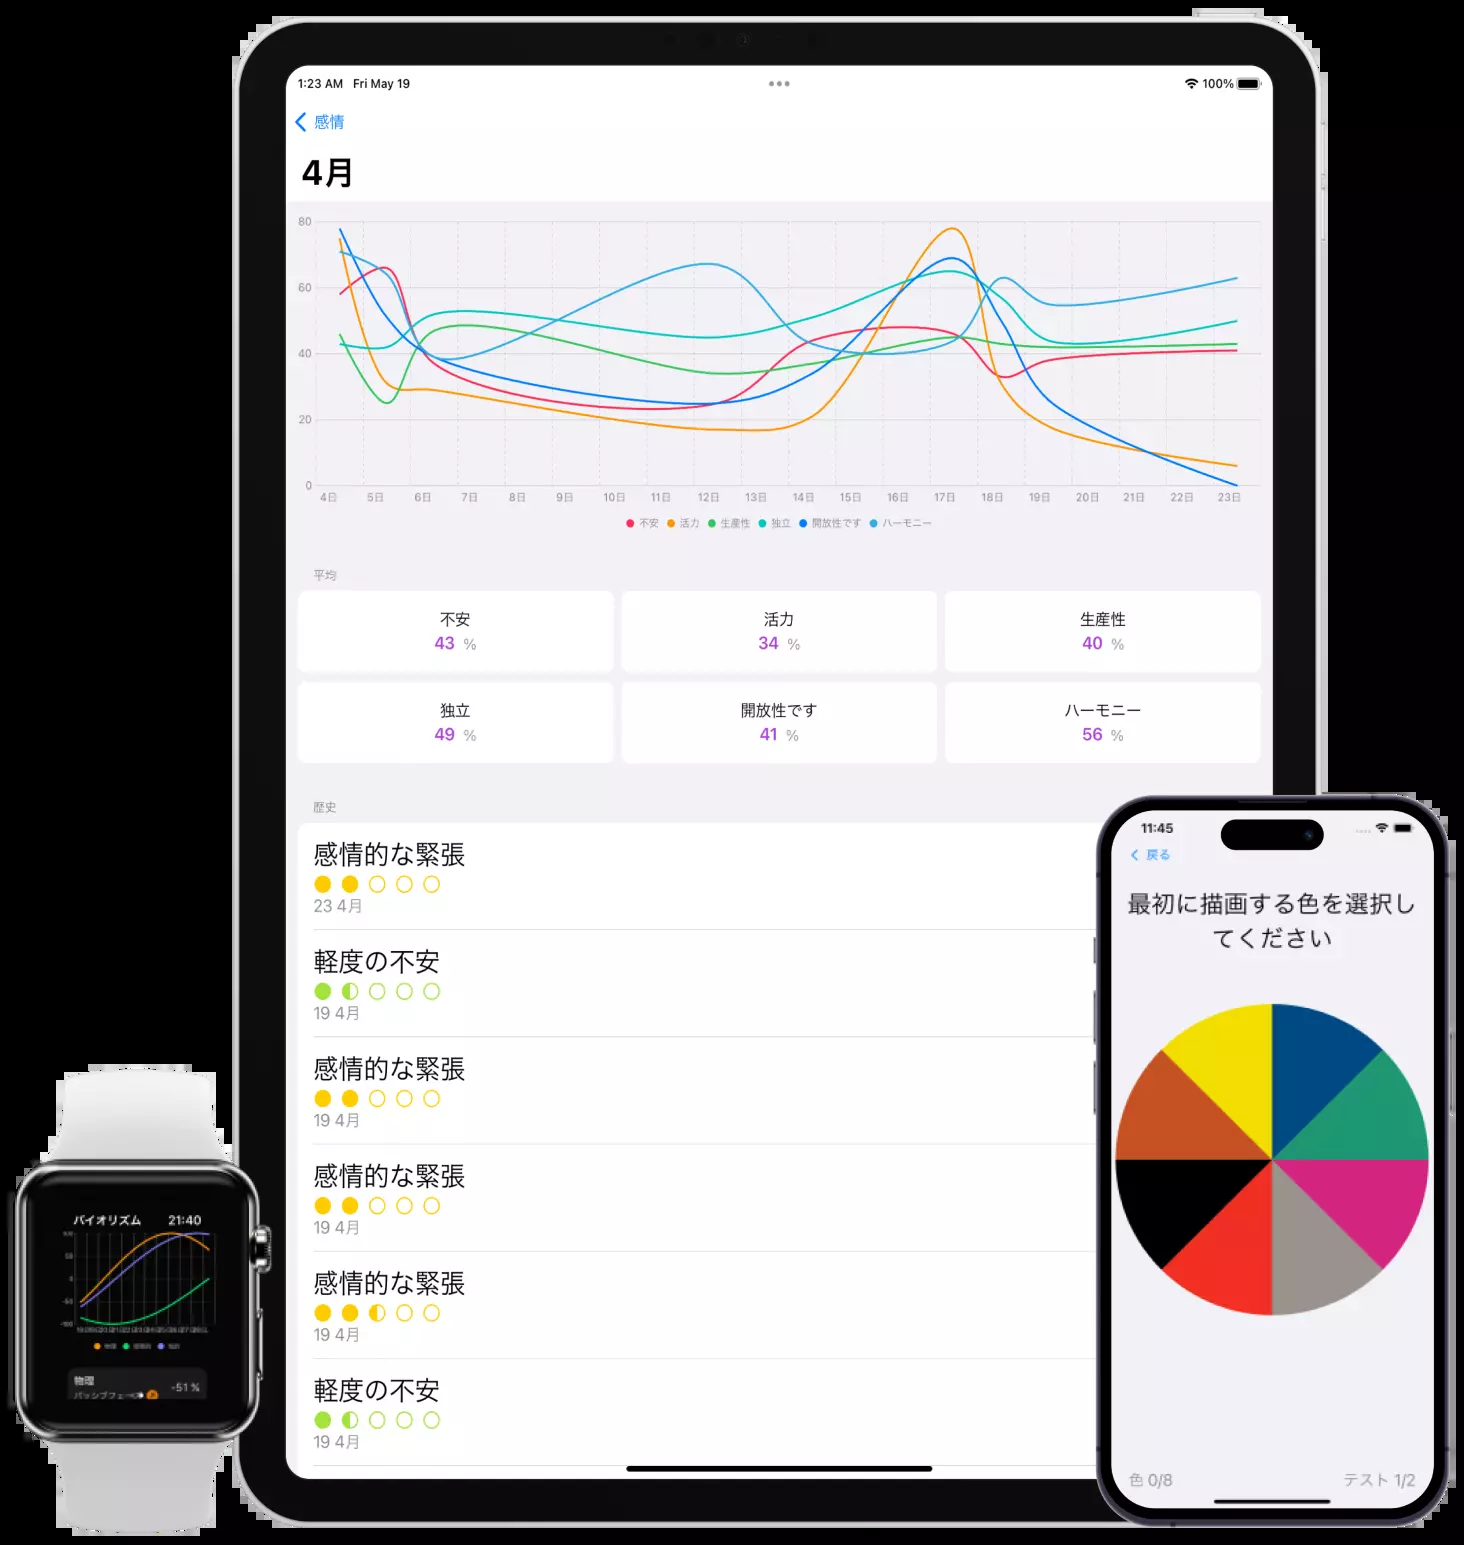 1:23 AM Fri May 19
100%
感情
4月
80
60
40
20
0
4日 5日 6日 7日 8日 9日 10日 11日 12日 13日 14日 15日 16日 17日 18日 19日 20日 21日 22日 23日
不安 活力 生産性 独立 開放性です ハーモニー
平均
不安
43 %
活力
34 %
生産性
40 %
独立
49 %
開放性です
41 %
ハーモニー
56 %
歴史
感情的な緊張
23 4月
軽度の不安
19 4月
感情的な緊張
19 4月
感情的な緊張
19 4月
感情的な緊張
19 4月
軽度の不安
19 4月
11:45
戻る
最初に描画する色を選択し
てください
色 0/8
テスト 1/2
バイオリズム 21:40
100
50
0
-50
-100
物理
-51 %